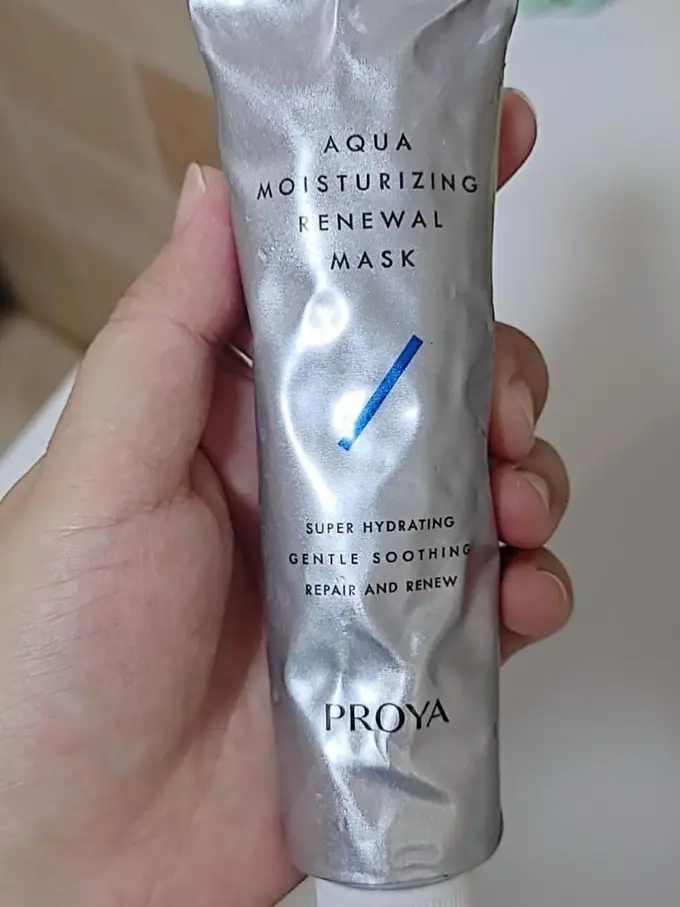 AQUA
MOISTURIZING
RENEWAL
MASK
SUPER HYDRATING
GENTLE SOOTHING
REPAIR AND RENEW
PROYA